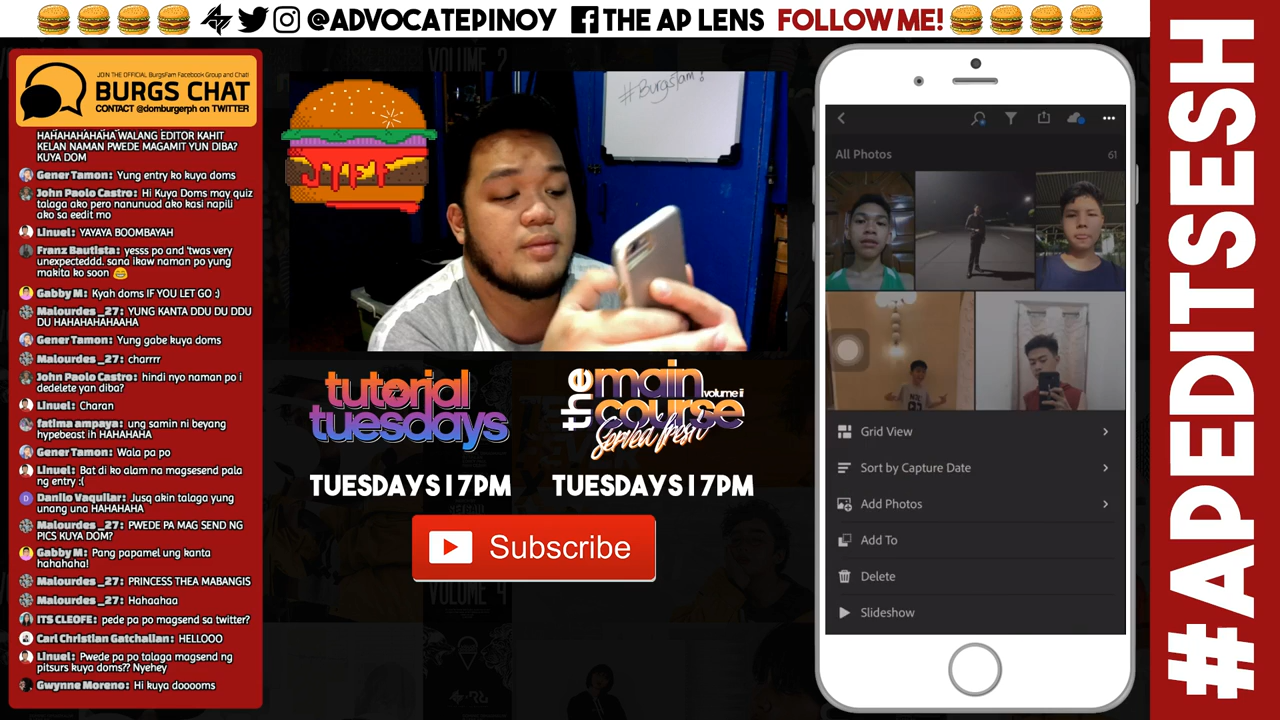 @ADVOCATEPINOY THE AP LENS FOLLOW ME!
JOIN THE OFFICIAL BurgsFam Facebook Group and Chat!
BURGS CHAT
CONTACT @domburgerph on TWITTER
HAHAHAHAHAHA WALANG EDITOR KAHIT
KELAN NAMAN PWEDE MAGAMIT YUN DIBA?
KUYA DOM
Gener Tamon: Yung entry ko kuya doms
John Paolo Castro: Hi Kuya Doms may quiz
talaga ako pero nanunuod ako kasi napili
ako sa eedit mo
Linuel: YAYAYA BOOMBAYAH
Franz Bautista: yesss po and 'twas very
unexpecteddd. sana ikaw naman po yung
makita ko soon 😂
Gabby M: Kyah doms IF YOU LET GO :)
Malourdes _27: YUNG KANTA DDU DU DDU
DU HAHAHAHAHAAHA
Gener Tamon: Yung gabe kuya doms
Malourdes _27: charrrr
John Paolo Castro: hindi nyo naman po i
dedelete yan diba?
Linuel: Charan
fatima ampaya: ung samin ni beyang
hypebeast ih HAHAHAHA
Gener Tamon: Wala pa po
Linuel: Bat di ko alam na magsesend pala
ng entry :(
Danilo Vaquilar: Jusq akin talaga yung
unang una HAHAHAHA
Malourdes _27: PWEDE PA MAG SEND NG
PICS KUYA DOM?
Gabby M: Pang papamel ung kanta
hahahaha!
Malourdes _27: PRINCESS THEA MABANGIS
Malourdes _27: Hahaahaa
ITS CLEOFE: pede pa po magsend sa twitter?
Carl Christian Gatchalian: HELLOOO
Linuel: Pwede pa po talaga magsend ng
pitsurs kuya doms?? Nyehey
Gwynne Moreno: Hi kuya dooooms
#Burgsfam!
tutorial
tuesdays
TUESDAYS | 7PM
the main
volume ii
course
Served fresh
TUESDAYS | 7PM
Subscribe
All Photos 61
Grid View
Sort by Capture Date
Add Photos
Add To
Delete
Slideshow
#APEDITSESH